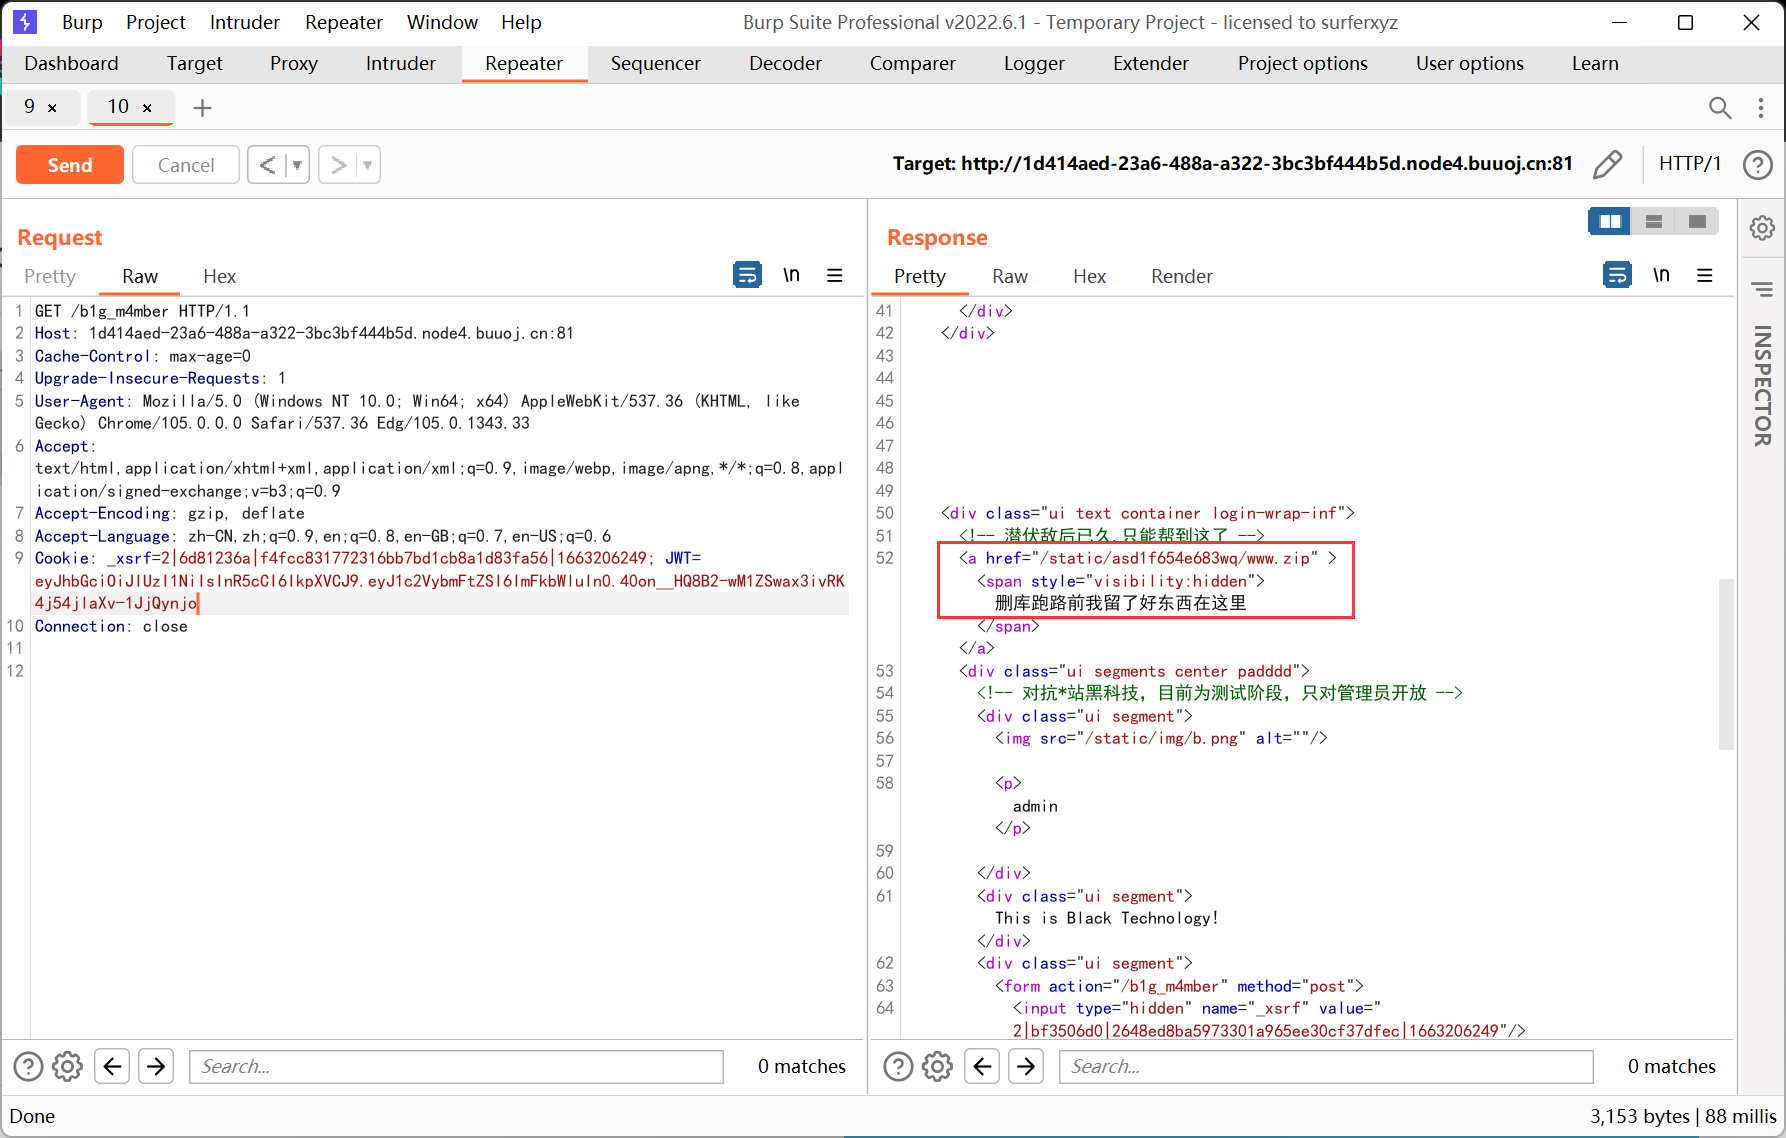 Burp Project Intruder Repeater Window Help Burp Suite Professional v2022.6.1 - Temporary Project - licensed to surferxyz
Dashboard Target Proxy Intruder Repeater Sequencer Decoder Comparer Logger Extender Project options User options Learn
9 × 10 ×
Send Cancel < > Target: http://1d414aed-23a6-488a-a322-3bc3bf444b5d.node4.buuoj.cn:81 HTTP/1
Request
Pretty Raw Hex \n
1 GET /b1g_m4mber HTTP/1.1
2 Host: 1d414aed-23a6-488a-a322-3bc3bf444b5d.node4.buuoj.cn:81
3 Cache-Control: max-age=0
4 Upgrade-Insecure-Requests: 1
5 User-Agent: Mozilla/5.0 (Windows NT 10.0; Win64; x64) AppleWebKit/537.36 (KHTML, like
Gecko) Chrome/105.0.0.0 Safari/537.36 Edg/105.0.1343.33
6 Accept:
text/html,application/xhtml+xml,application/xml;q=0.9,image/webp,image/apng,*/*;q=0.8,appl
ication/signed-exchange;v=b3;q=0.9
7 Accept-Encoding: gzip, deflate
8 Accept-Language: zh-CN,zh;q=0.9,en;q=0.8,en-GB;q=0.7,en-US;q=0.6
9 Cookie: _xsrf=2|6d81236a|f4fcc831772316bb7bd1cb8a1d83fa56|1663206249; JWT=
eyJhbGciOiJIUzI1NiIsInR5cCI6IkpXVCJ9.eyJ1c2VybmFtZSI6ImFkbWluIn0.40on__HQ8B2-wM1ZSwax3ivRK
4j54jlaXv-1JjQynjo
10 Connection: close
11
12
Response
Pretty Raw Hex Render \n
41 </div>
42 </div>
43
44
45
46
47
48
49
50 <div class="ui text container login-wrap-inf">
51 <!-- 潜伏敌后已久,只能帮到这了 -->
52 <a href="/static/asd1f654e683wq/www.zip" >
<span style="visibility:hidden">
删库跑路前我留了好东西在这里
</span>
</a>
53 <div class="ui segments center padddd">
54 <!-- 对抗*站黑科技，目前为测试阶段，只对管理员开放 -->
55 <div class="ui segment">
56 <img src="/static/img/b.png" alt=""/>
57
58 <p>
admin
</p>
59
60 </div>
61 <div class="ui segment">
This is Black Technology!
</div>
62 <div class="ui segment">
63 <form action="/b1g_m4mber" method="post">
64 <input type="hidden" name="_xsrf" value="
2|bf3506d0|2648ed8ba5973301a965ee30cf37dfec|1663206249"/>
INSPECTOR
Search... 0 matches
Search... 0 matches
Done 3,153 bytes | 88 millis